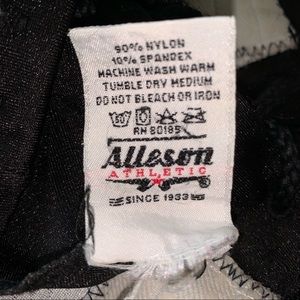 90% NYLON
10% SPANDEX
MACHINE WASH WARM
TUMBLE DRY MEDIUM
DO NOT BLEACH OR IRON
RN 80185
Alleson
ATHLETIC
SINCE 1933